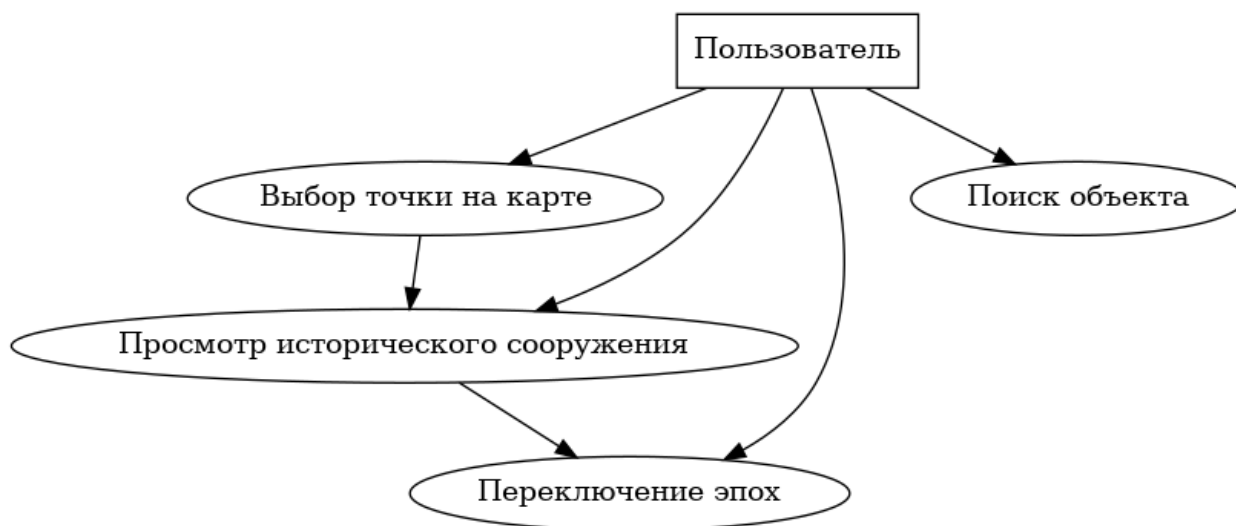 Пользователь
Выбор точки на карте
Поиск объекта
Просмотр исторического сооружения
Переключение эпох